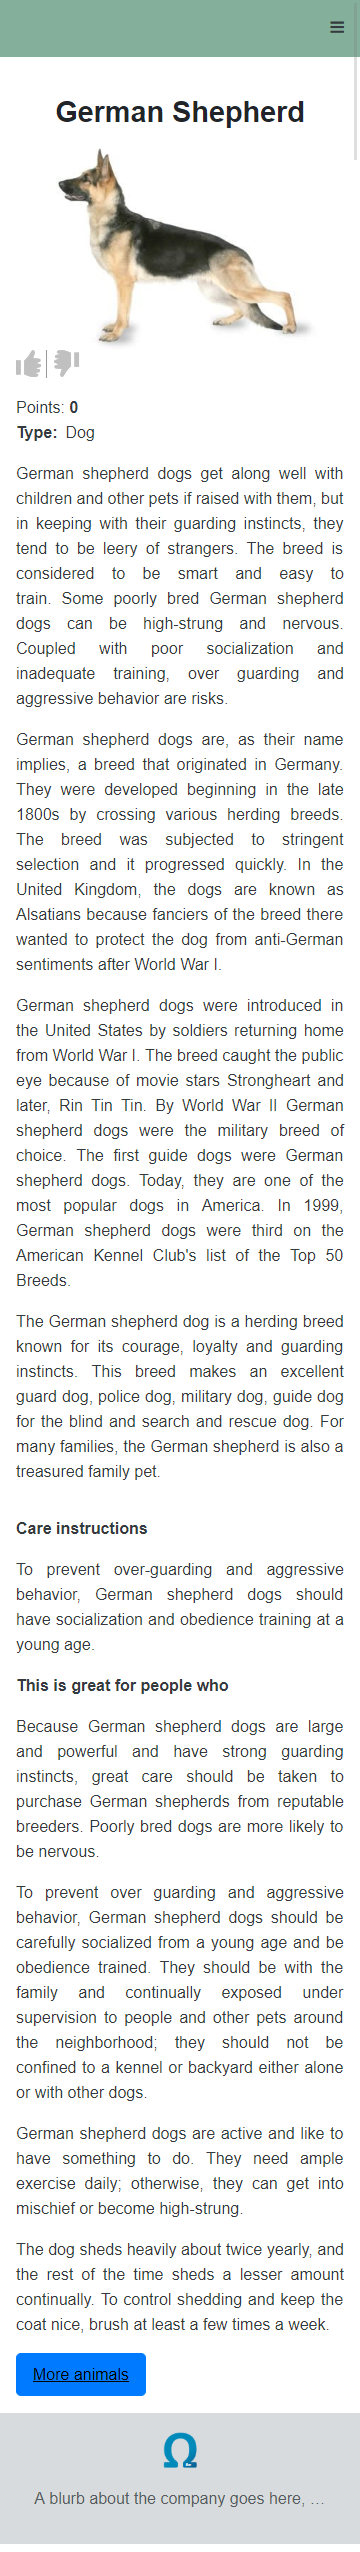 German Shepherd
Points: 0
Type: Dog
German shepherd dogs get along well with
children and other pets if raised with them, but
in keeping with their guarding instincts, they
tend to be leery of strangers. The breed is
considered to be smart and easy to
train. Some poorly bred German shepherd
dogs can be high-strung and nervous.
Coupled with poor socialization and
inadequate training, over guarding and
aggressive behavior are risks.
German shepherd dogs are, as their name
implies, a breed that originated in Germany.
They were developed beginning in the late
1800s by crossing various herding breeds.
The breed was subjected to stringent
selection and it progressed quickly. In the
United Kingdom, the dogs are known as
Alsatians because fanciers of the breed there
wanted to protect the dog from anti-German
sentiments after World War I.
German shepherd dogs were introduced in
the United States by soldiers returning home
from World War I. The breed caught the public
eye because of movie stars Strongheart and
later, Rin Tin Tin. By World War II German
shepherd dogs were the military breed of
choice. The first guide dogs were German
shepherd dogs. Today, they are one of the
most popular dogs in America. In 1999,
German shepherd dogs were third on the
American Kennel Club's list of the Top 50
Breeds.
The German shepherd dog is a herding breed
known for its courage, loyalty and guarding
instincts. This breed makes an excellent
guard dog, police dog, military dog, guide dog
for the blind and search and rescue dog. For
many families, the German shepherd is also a
treasured family pet.
Care instructions
To prevent over-guarding and aggressive
behavior, German shepherd dogs should
have socialization and obedience training at a
young age.
This is great for people who
Because German shepherd dogs are large
and powerful and have strong guarding
instincts, great care should be taken to
purchase German shepherds from reputable
breeders. Poorly bred dogs are more likely to
be nervous.
To prevent over guarding and aggressive
behavior, German shepherd dogs should be
carefully socialized from a young age and be
obedience trained. They should be with the
family and continually exposed under
supervision to people and other pets around
the neighborhood; they should not be
confined to a kennel or backyard either alone
or with other dogs.
German shepherd dogs are active and like to
have something to do. They need ample
exercise daily; otherwise, they can get into
mischief or become high-strung.
The dog sheds heavily about twice yearly, and
the rest of the time sheds a lesser amount
continually. To control shedding and keep the
coat nice, brush at least a few times a week.
More animals
Ω
A blurb about the company goes here, …